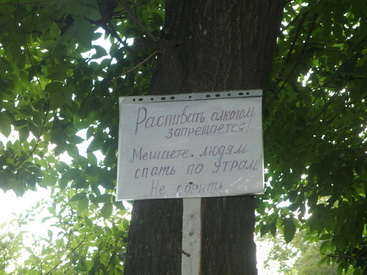 Распивать алкоголь
запрещается!
Мешаете людям
спать по утрам
Не сорить